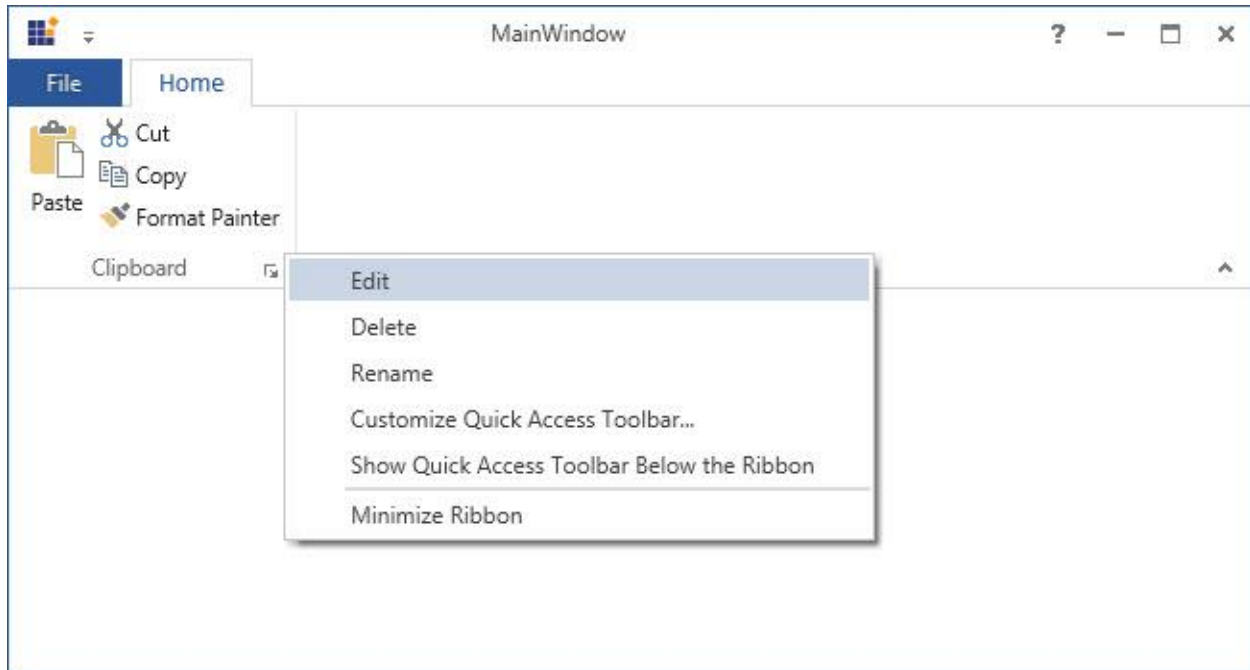 MainWindow
?
File
Home
Cut
Copy
Paste
Format Painter
Clipboard
Edit
Delete
Rename
Customize Quick Access Toolbar...
Show Quick Access Toolbar Below the Ribbon
Minimize Ribbon